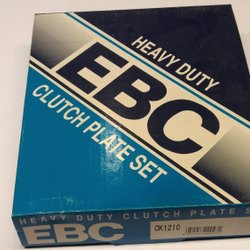 HEAVY DUTY
EBC
CLUTCH PLATE SET
HEAVY DUTY CLUTCH PLATE SET
EBC
CK1210